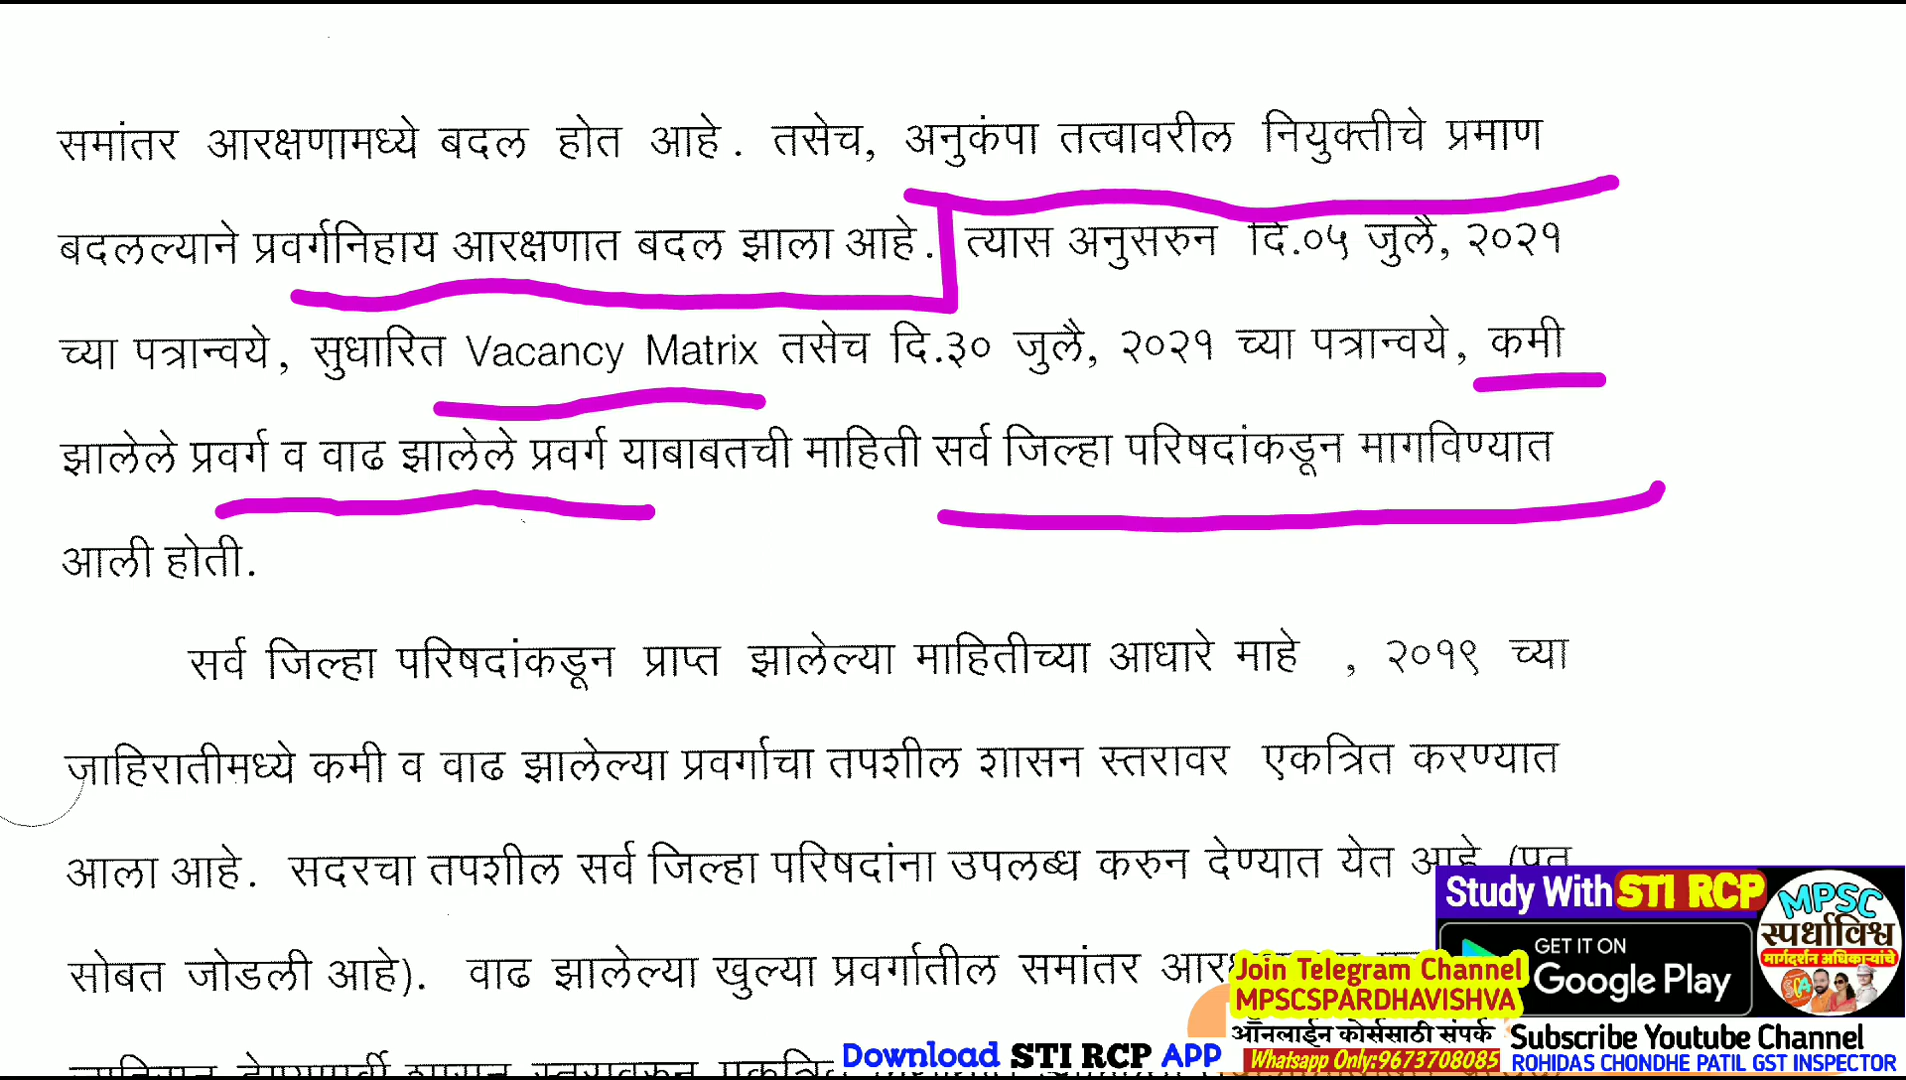 समांतर आरक्षणामध्ये बदल होत आहे. तसेच, अनुकंपा तत्वावरील नियुक्तीचे प्रमाण
बदलल्याने प्रवर्गनिहाय आरक्षणात बदल झाला आहे. त्यास अनुसरुन दि.०५ जुलै, २०२१
च्या पत्रान्वये, सुधारित Vacancy Matrix तसेच दि.३० जुलै, २०२१ च्या पत्रान्वये, कमी
झालेले प्रवर्ग व वाढ झालेले प्रवर्ग याबाबतची माहिती सर्व जिल्हा परिषदांकडून मागविण्यात
आली होती.
सर्व जिल्हा परिषदांकडून प्राप्त झालेल्या माहितीच्या आधारे माहे , २०१९ च्या
जाहिरातीमध्ये कमी व वाढ झालेल्या प्रवर्गाचा तपशील शासन स्तरावर एकत्रित करण्यात
आला आहे. सदरचा तपशील सर्व जिल्हा परिषदांना उपलब्ध करुन देण्यात येत आहे (प्रत
सोबत जोडली आहे). वाढ झालेल्या खुल्या प्रवर्गातील समांतर
Study With STI RCP
GET IT ON
Google Play
MPSC
स्पर्धाविश्व
मार्गदर्शन अधिकाऱ्यांचे
Join Telegram Channel
MPSCSPARDHAVISHVA
ऑनलाईन कोर्ससाठी संपर्क
Whatsapp Only:9673708085
Download STI RCP APP
Subscribe Youtube Channel
ROHIDAS CHONDHE PATIL GST INSPECTOR